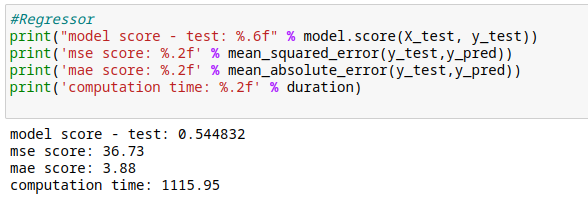 #Regressor
print("model score - test: %.6f" % model.score(X_test, y_test))
print('mse score: %.2f' % mean_squared_error(y_test,y_pred))
print('mae score: %.2f' % mean_absolute_error(y_test,y_pred))
print('computation time: %.2f' % duration)
model score - test: 0.544832
mse score: 36.73
mae score: 3.88
computation time: 1115.95